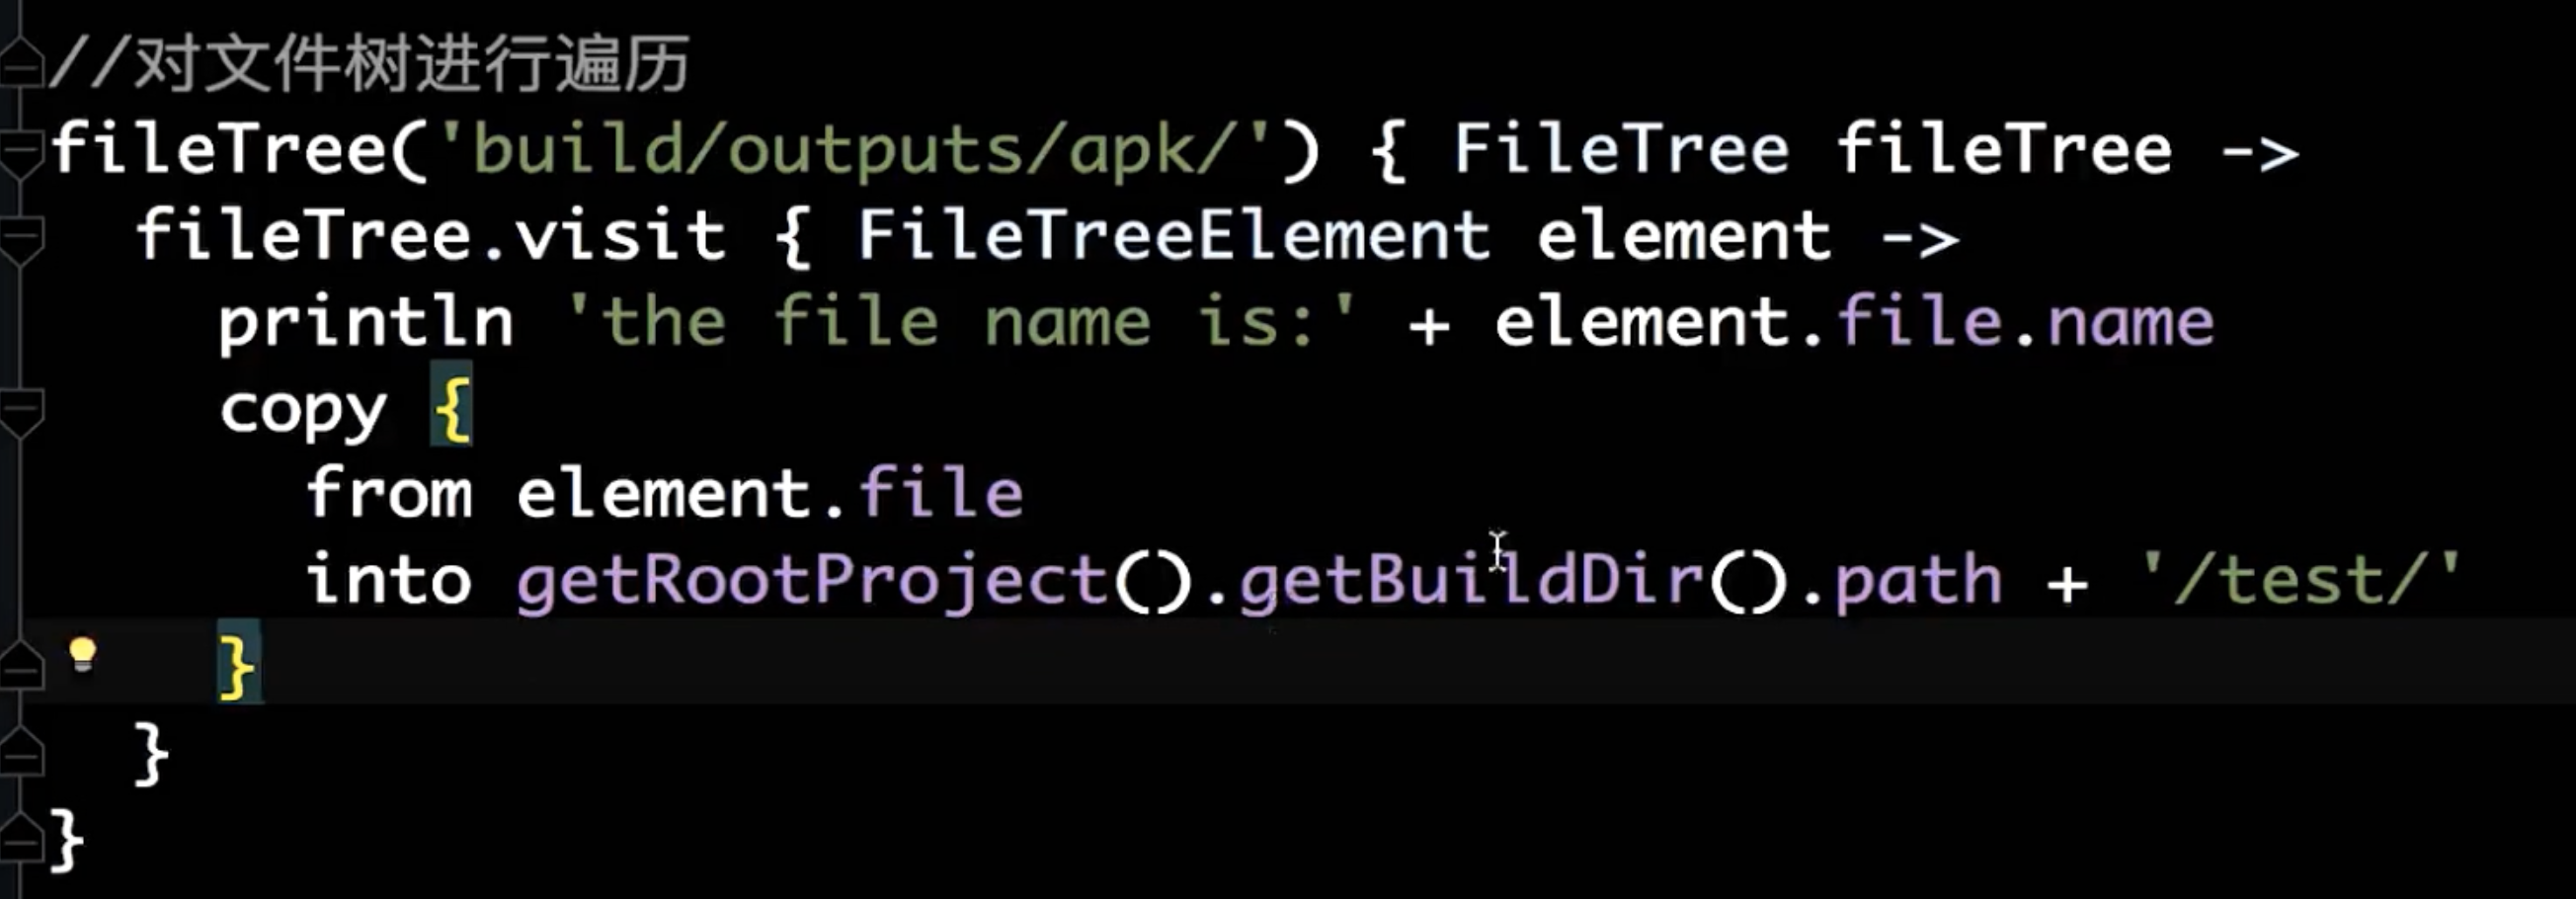 //对文件树进行遍历
fileTree('build/outputs/apk/') { FileTree fileTree ->
  fileTree.visit { FileTreeElement element ->
    println 'the file name is:' + element.file.name
    copy {
      from element.file
      into getRootProject().getBuildDir().path + '/test/'
    }
  }
}